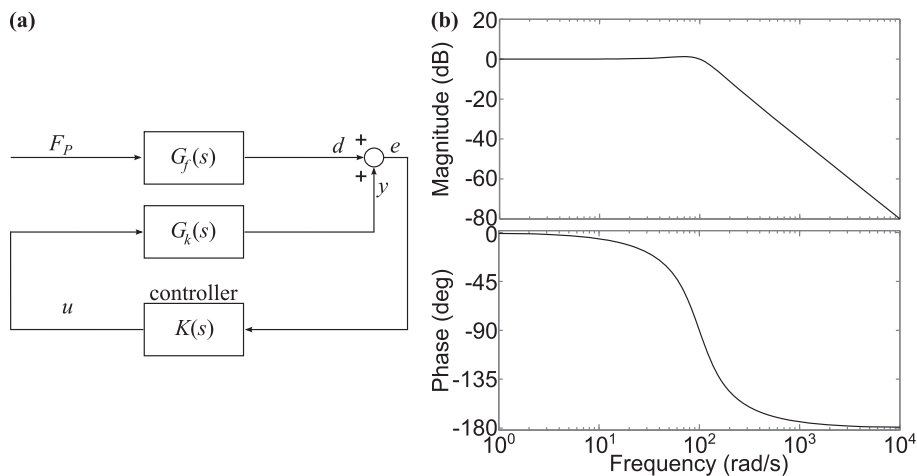 (a)
F_P
G_f(s)
d
+
e
+
y
G_k(s)
controller
u
K(s)
(b)
Magnitude (dB)
20
0
-20
-40
-60
-80
Phase (deg)
0
-45
-90
-135
-180
10^0 10^1 10^2 10^3 10^4
Frequency (rad/s)